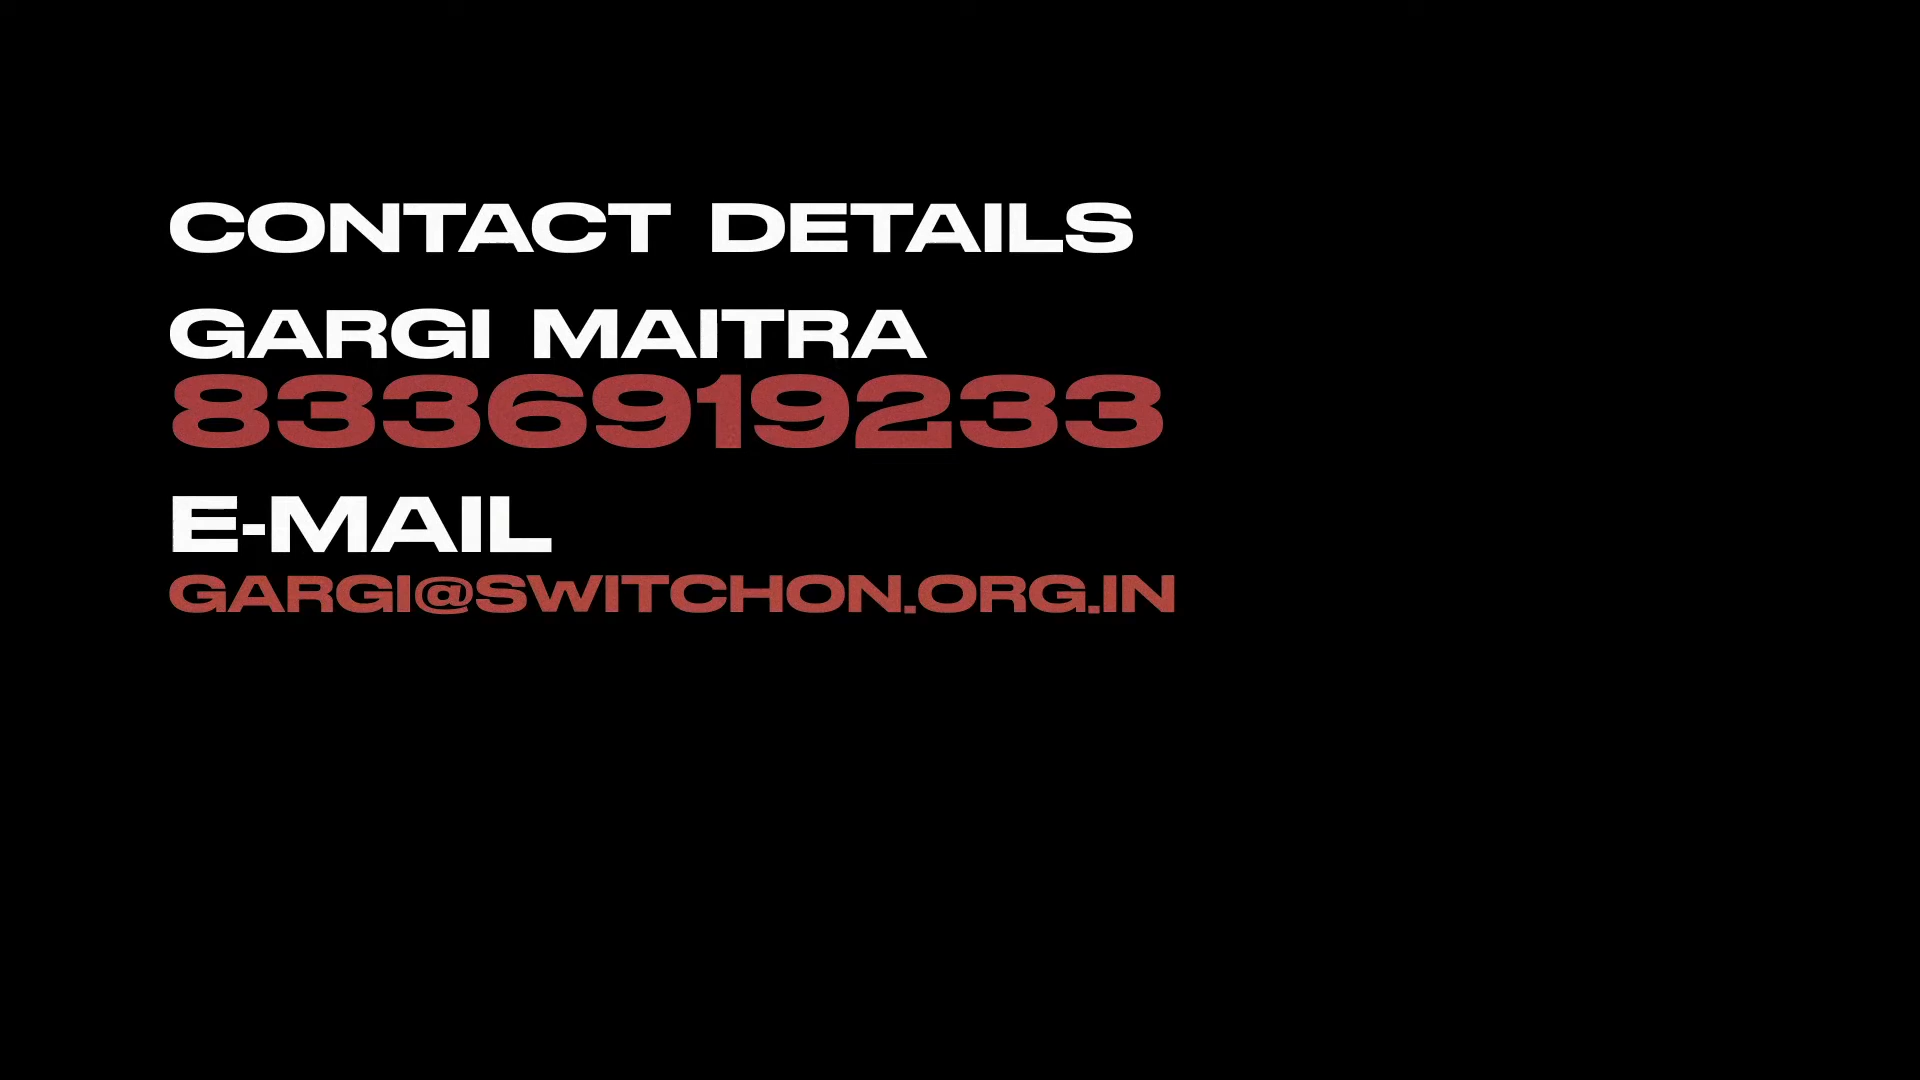 CONTACT DETAILS
GARGI MAITRA
8336919233
E-MAIL
GARGI@SWITCHON.ORG.IN